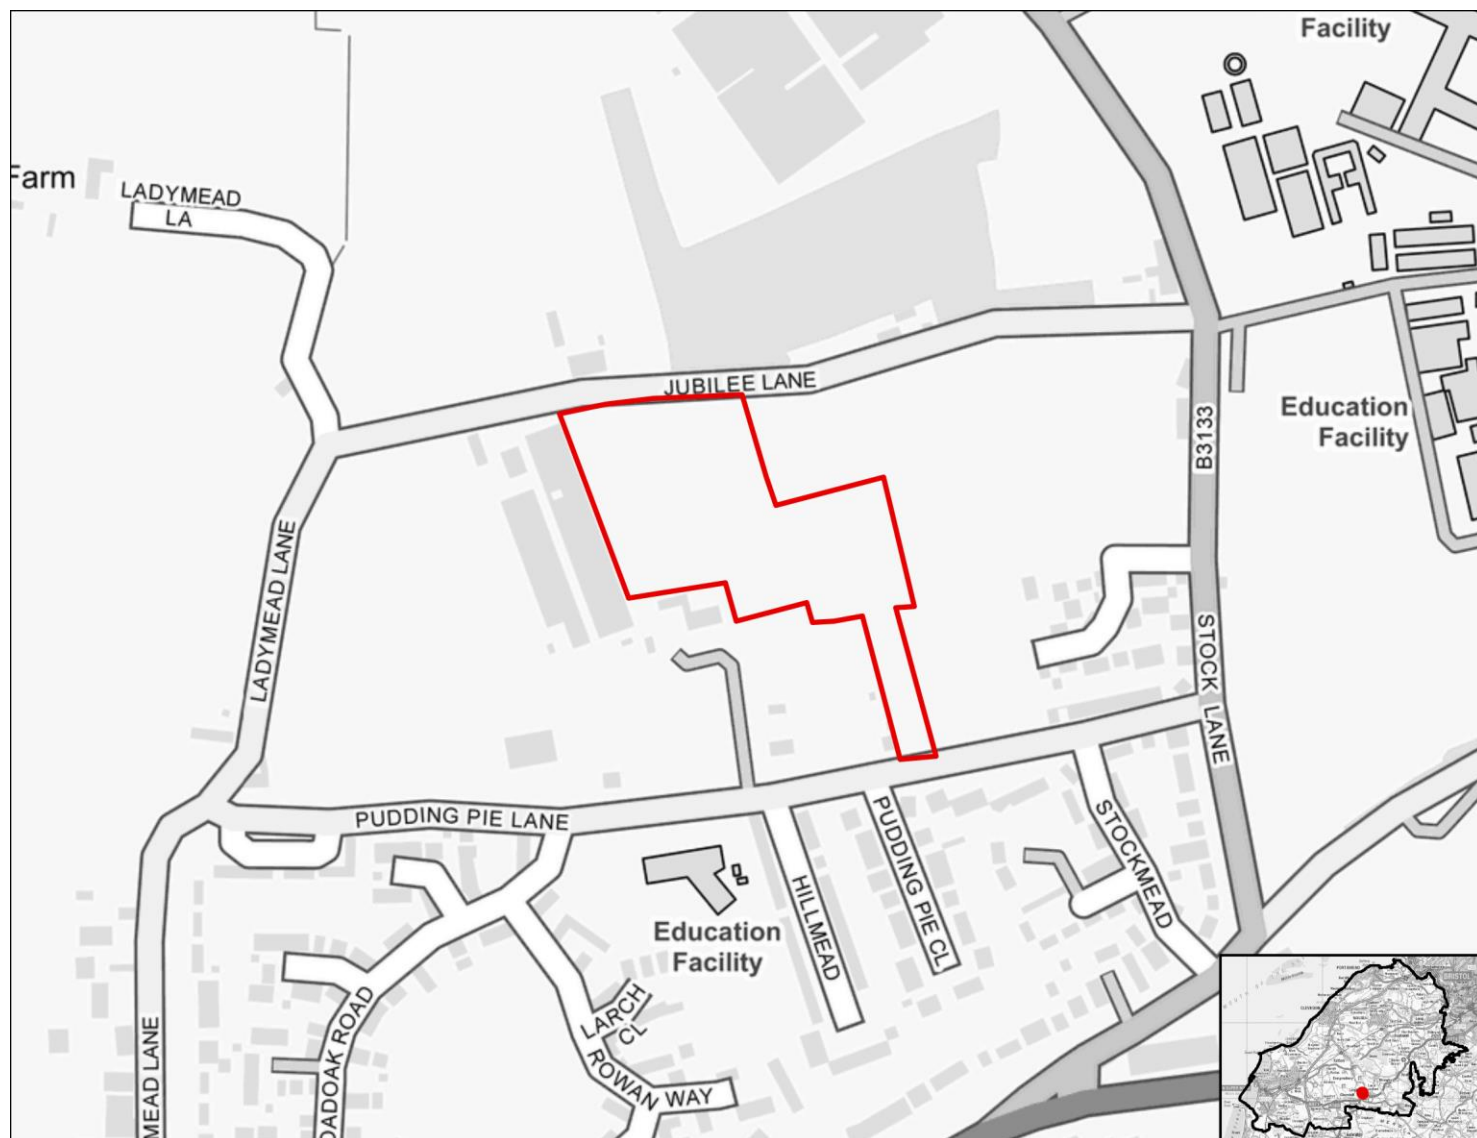 Facility
Farm
LADYMEAD
LA
JUBILEE LANE
Education
Facility
B3133
LADYMEAD LANE
STOCK LANE
PUDDING PIE LANE
Education
Facility
HILLMEAD
PUDDING PIE CL
STOCKMEAD
LARCH
CL
ROWAN WAY
OADOAK ROAD
MEAD LANE
BRISTOL